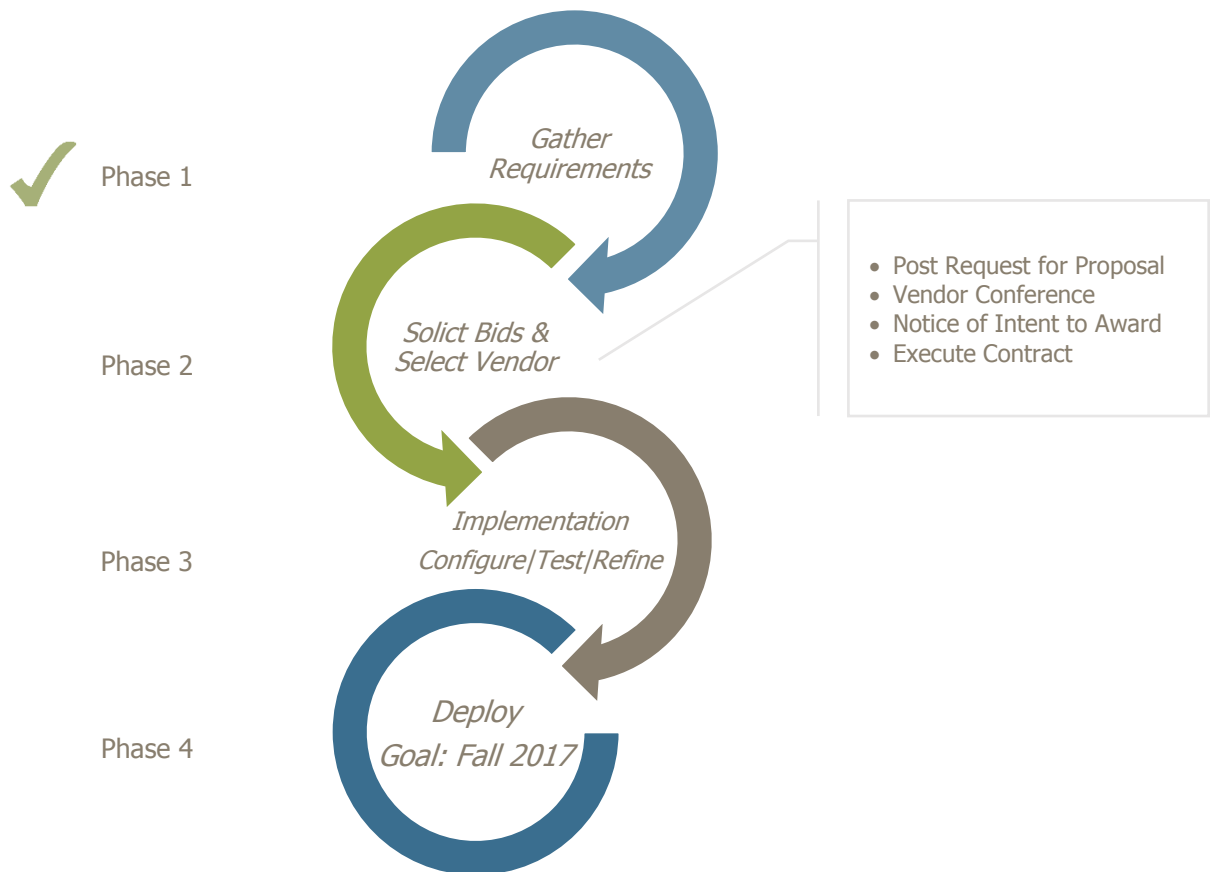 Gather
Requirements
Phase 1
• Post Request for Proposal
• Vendor Conference
• Notice of Intent to Award
• Execute Contract
Solict Bids &
Select Vendor
Phase 2
Implementation
Configure|Test|Refine
Phase 3
Deploy
Goal: Fall 2017
Phase 4